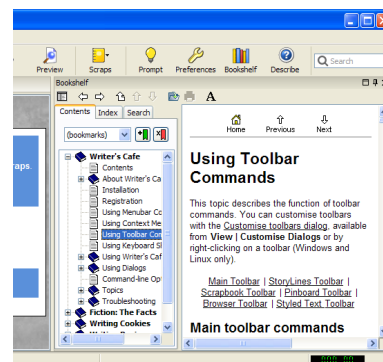 Preview Scraps Prompt Preferences Bookshelf Describe Search
Bookshelf
A
Contents Index Search
(bookmarks)
Home Previous Next
Writer's Cafe
Contents
About Writer's Ca
Installation
Registration
Using Menubar Co
Using Context Me
Using Toolbar Con
Using Keyboard Sl
Using Writer's Caf
Using Dialogs
Command-line Op
Topics
Troubleshooting
Fiction: The Facts
Writing Cookies
raps.
Using Toolbar
Commands
This topic describes the function of toolbar
commands. You can customise toolbars
with the Customise toolbars dialog, available
from View | Customise Dialogs or by
right-clicking on a toolbar (Windows and
Linux only).
Main Toolbar | StoryLines Toolbar |
Scrapbook Toolbar | Pinboard Toolbar |
Browser Toolbar | Styled Text Toolbar
Main toolbar commands